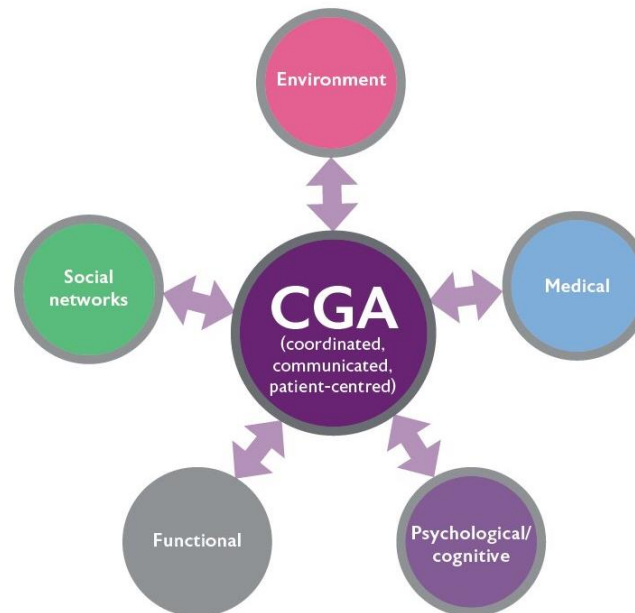 Environment
Social
networks
Medical
CGA
(coordinated,
communicated,
patient-centred)
Functional
Psychological/
cognitive